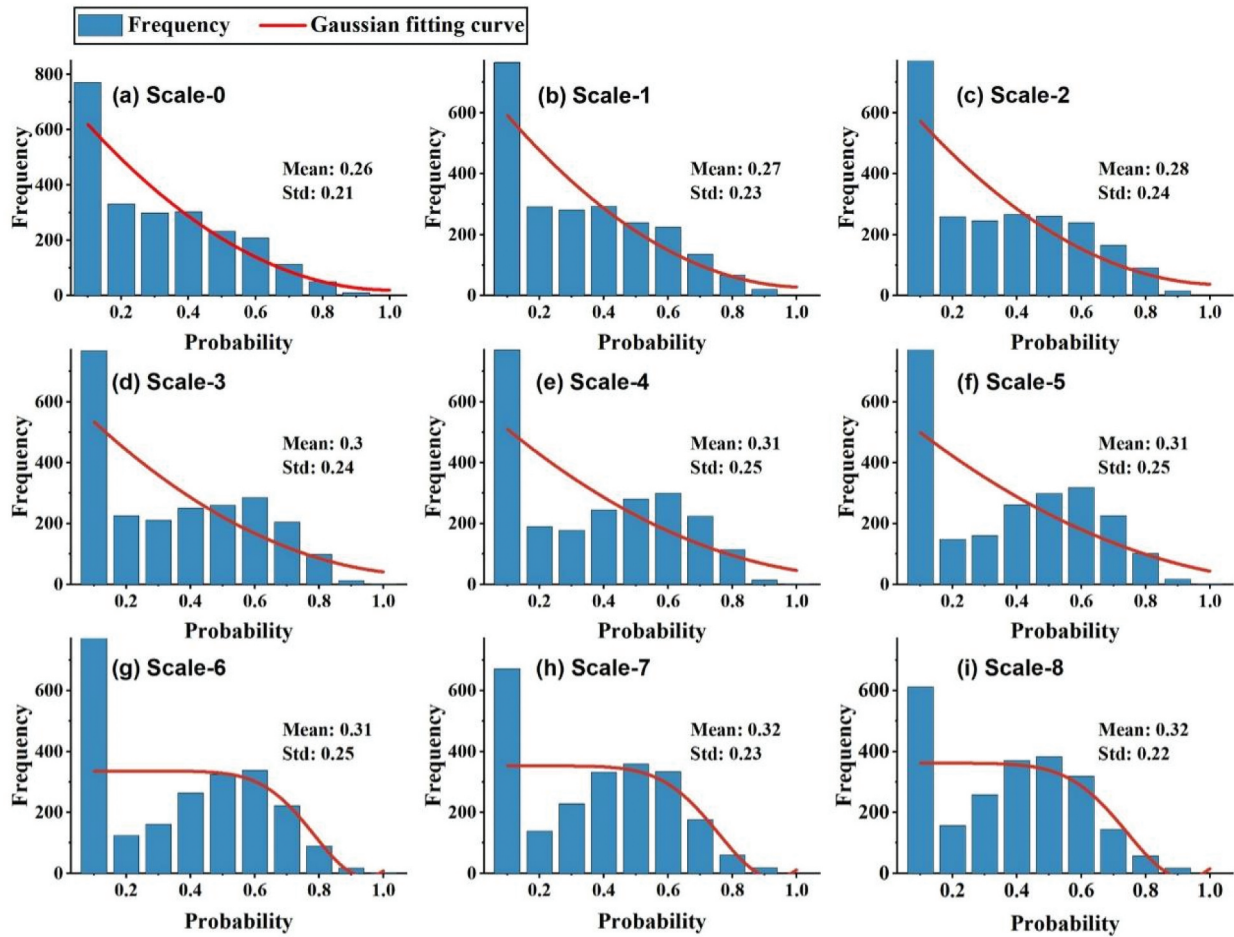 Frequency Gaussian fitting curve
(a) Scale-0
Mean: 0.26
Std: 0.21
Frequency
800
600
400
200
0
0.2 0.4 0.6 0.8 1.0
Probability
(b) Scale-1
Mean: 0.27
Std: 0.23
Frequency
600
400
200
0
0.2 0.4 0.6 0.8 1.0
Probability
(c) Scale-2
Mean: 0.28
Std: 0.24
Frequency
600
400
200
0
0.2 0.4 0.6 0.8 1.0
Probability
(d) Scale-3
Mean: 0.3
Std: 0.24
Frequency
600
400
200
0
0.2 0.4 0.6 0.8 1.0
Probability
(e) Scale-4
Mean: 0.31
Std: 0.25
Frequency
600
400
200
0
0.2 0.4 0.6 0.8 1.0
Probability
(f) Scale-5
Mean: 0.31
Std: 0.25
Frequency
600
400
200
0
0.2 0.4 0.6 0.8 1.0
Probability
(g) Scale-6
Mean: 0.31
Std: 0.25
Frequency
600
400
200
0
0.2 0.4 0.6 0.8 1.0
Probability
(h) Scale-7
Mean: 0.32
Std: 0.23
Frequency
600
400
200
0
0.2 0.4 0.6 0.8 1.0
Probability
(i) Scale-8
Mean: 0.32
Std: 0.22
Frequency
600
400
200
0
0.2 0.4 0.6 0.8 1.0
Probability